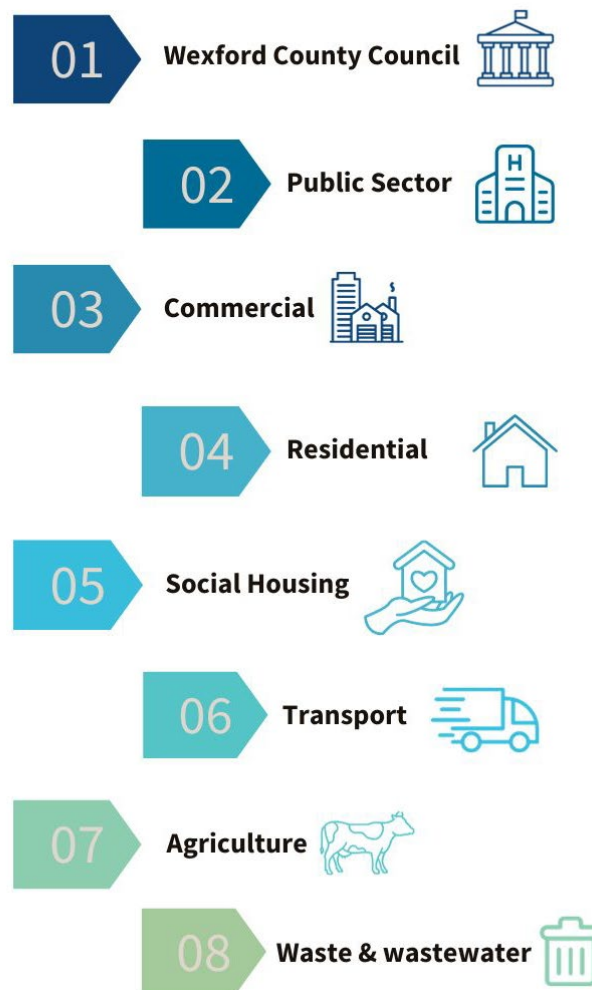 01
Wexford County Council
02
H
Public Sector
03
Commercial
04
Residential
05
Social Housing
06
Transport
07
Agriculture
08
Waste & wastewater